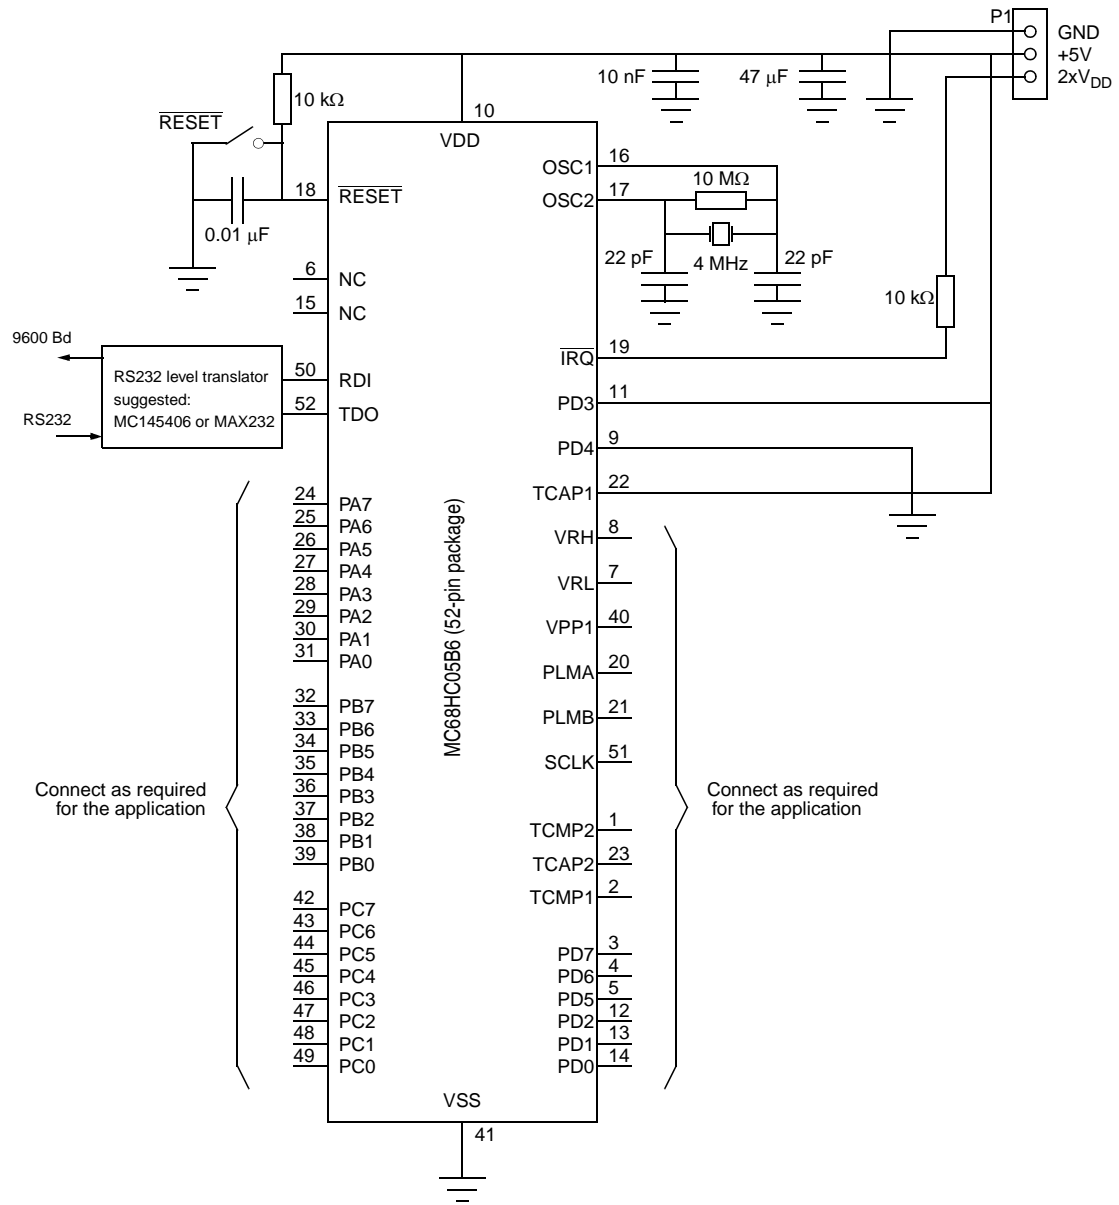 P1
GND
+5V
2xVDD
10 nF
47 µF
10 kΩ
RESET
10
VDD
18
RESET
0.01 µF
16
OSC1
17
OSC2
10 MΩ
22 pF
4 MHz
22 pF
10 kΩ
6
NC
15
NC
9600 Bd
RS232
RS232 level translator
suggested:
MC145406 or MAX232
50
RDI
52
TDO
IRQ
19
PD3
11
PD4
9
TCAP1
22
MC68HC05B6 (52-pin package)
24
PA7
25
PA6
26
PA5
27
PA4
28
PA3
29
PA2
30
PA1
31
PA0
32
PB7
33
PB6
34
PB5
35
PB4
36
PB3
37
PB2
38
PB1
39
PB0
42
PC7
43
PC6
44
PC5
45
PC4
46
PC3
47
PC2
48
PC1
49
PC0
Connect as required
for the application
VRH
8
VRL
7
VPP1
40
PLMA
20
PLMB
21
SCLK
51
TCMP2
1
TCAP2
23
TCMP1
2
PD7
3
PD6
4
PD5
5
PD2
12
PD1
13
PD0
14
Connect as required
for the application
VSS
41